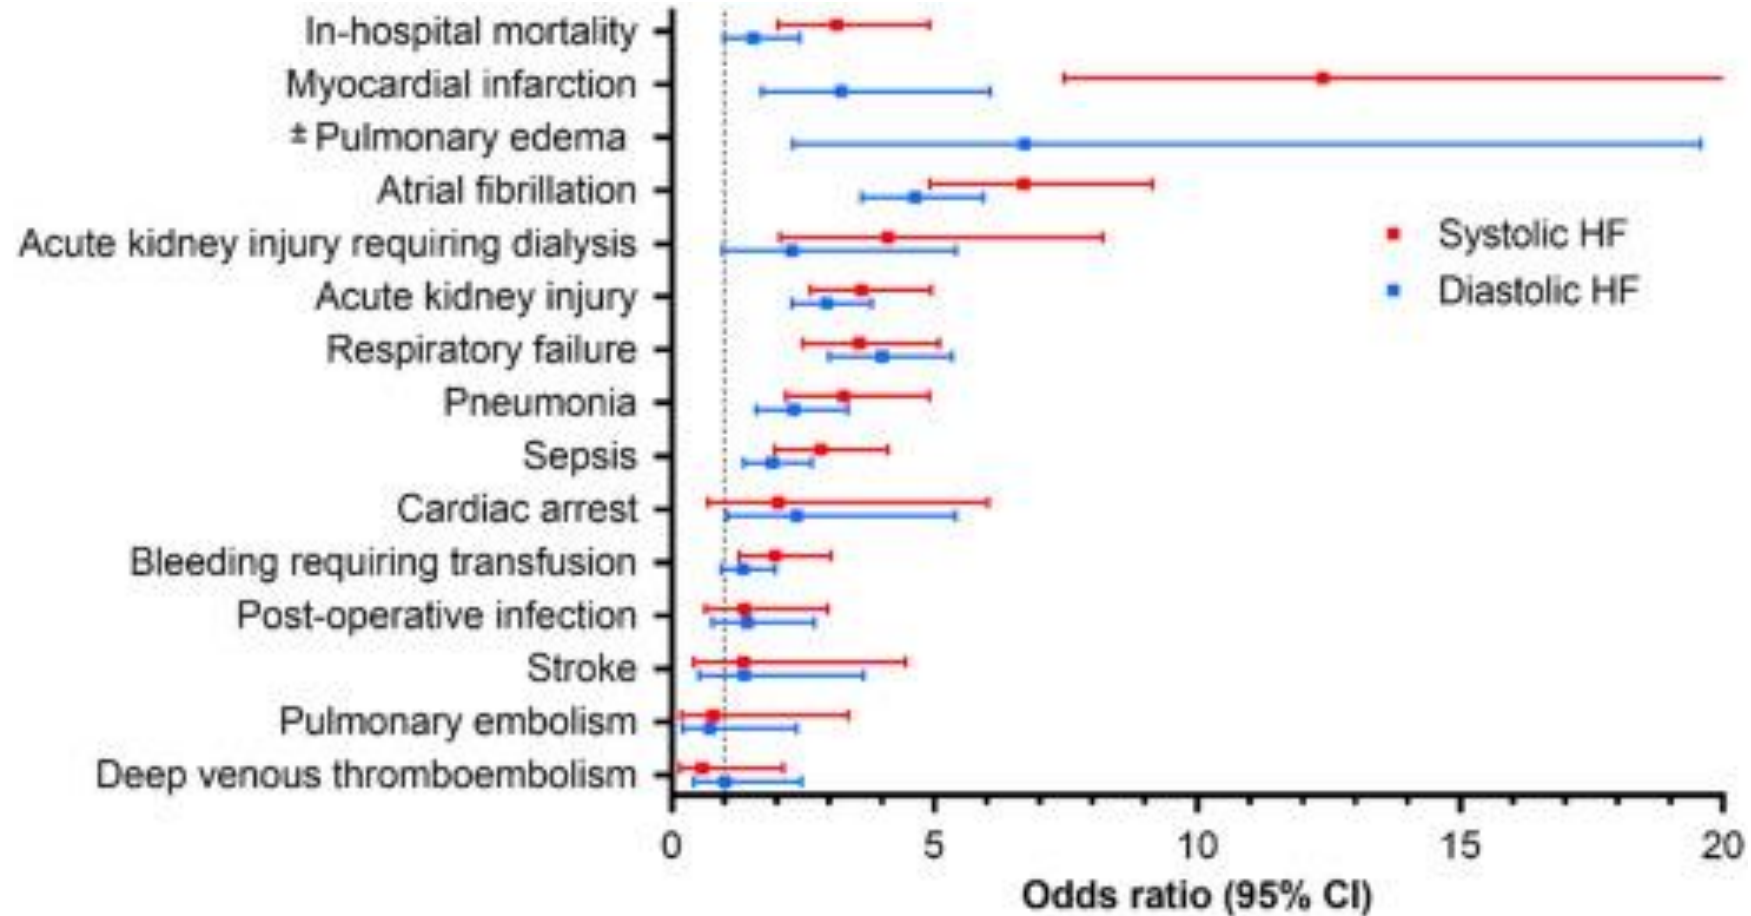 In-hospital mortality
Myocardial infarction
± Pulmonary edema
Atrial fibrillation
Acute kidney injury requiring dialysis
Acute kidney injury
Respiratory failure
Pneumonia
Sepsis
Cardiac arrest
Bleeding requiring transfusion
Post-operative infection
Stroke
Pulmonary embolism
Deep venous thromboembolism
Systolic HF
Diastolic HF
0 5 10 15 20
Odds ratio (95% CI)